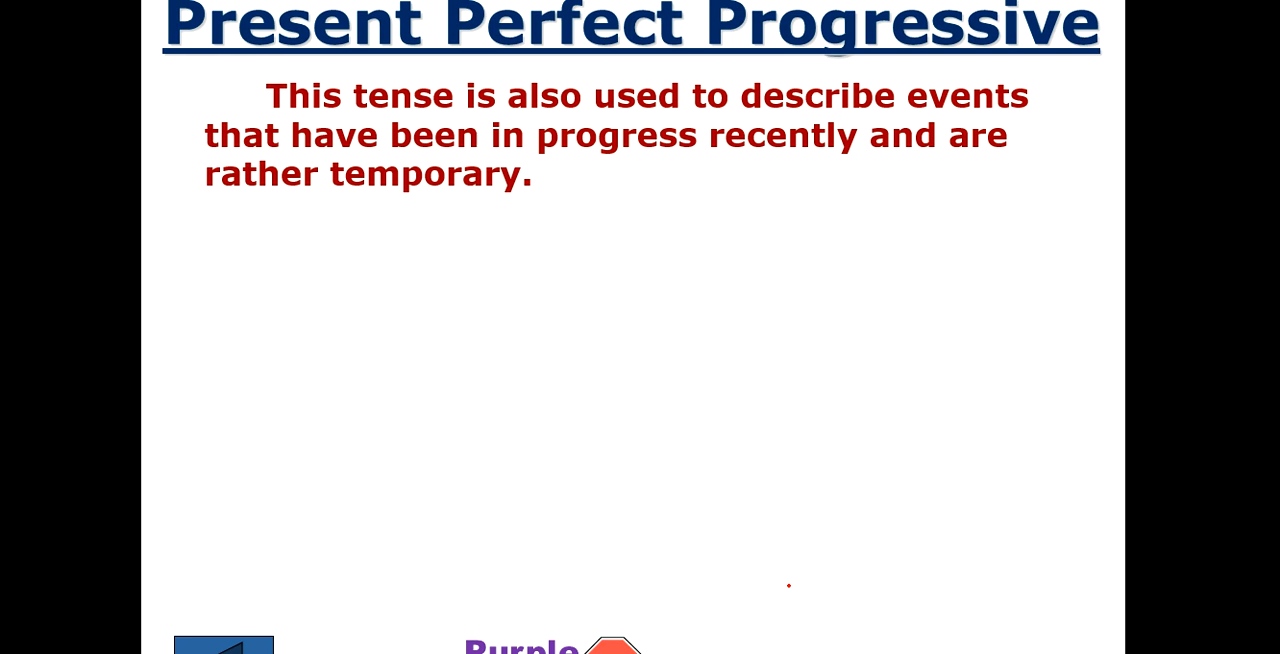 Present Perfect Progressive
This tense is also used to describe events
that have been in progress recently and are
rather temporary.
Purple